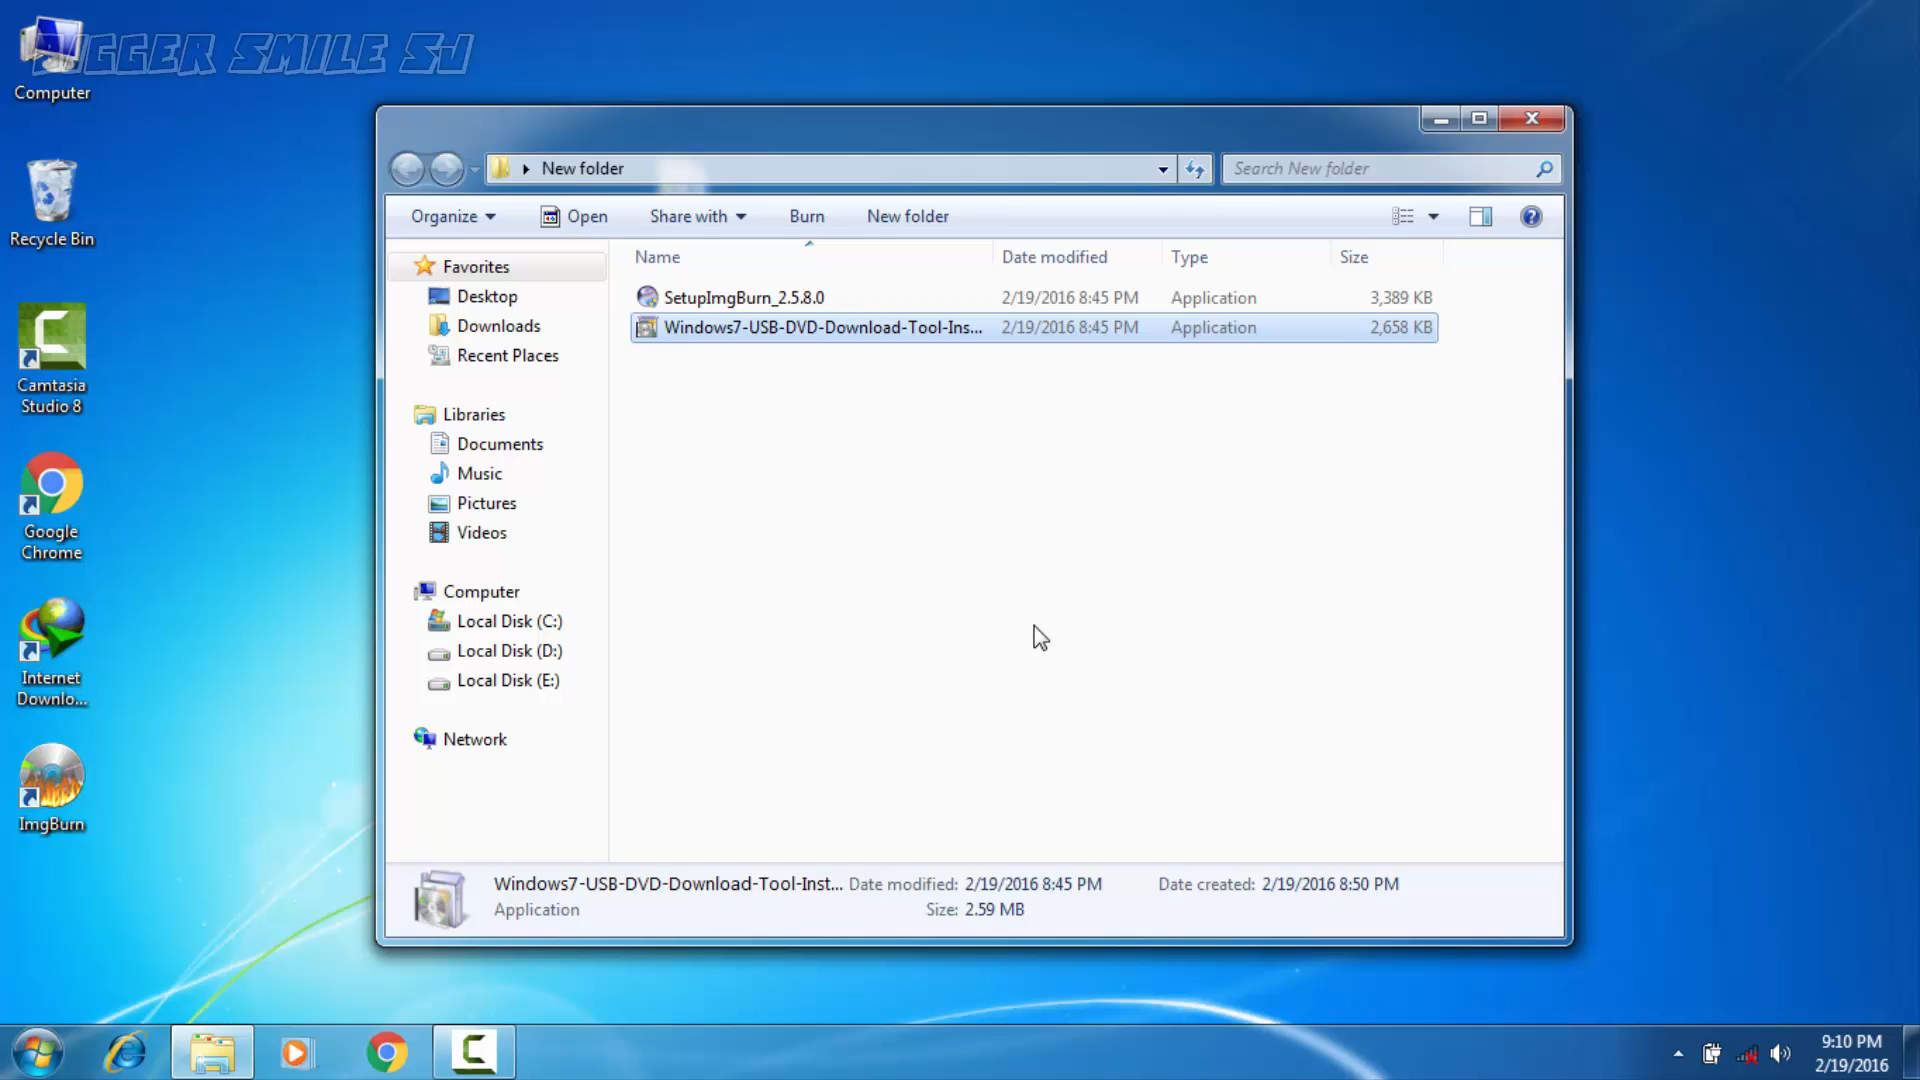 BIGGER SMILE SJ
Computer
Recycle Bin
Camtasia
Studio 8
Google
Chrome
Internet
Downlo...
ImgBurn
New folder
Search New folder
Organize
Open
Share with
Burn
New folder
Name
Date modified
Type
Size
SetupImgBurn_2.5.8.0
2/19/2016 8:45 PM
Application
3,389 KB
Windows7-USB-DVD-Download-Tool-Ins...
2/19/2016 8:45 PM
Application
2,658 KB
Favorites
Desktop
Downloads
Recent Places
Libraries
Documents
Music
Pictures
Videos
Computer
Local Disk (C:)
Local Disk (D:)
Local Disk (E:)
Network
Windows7-USB-DVD-Download-Tool-Inst...
Date modified: 2/19/2016 8:45 PM
Date created: 2/19/2016 8:50 PM
Application
Size: 2.59 MB
9:10 PM
2/19/2016